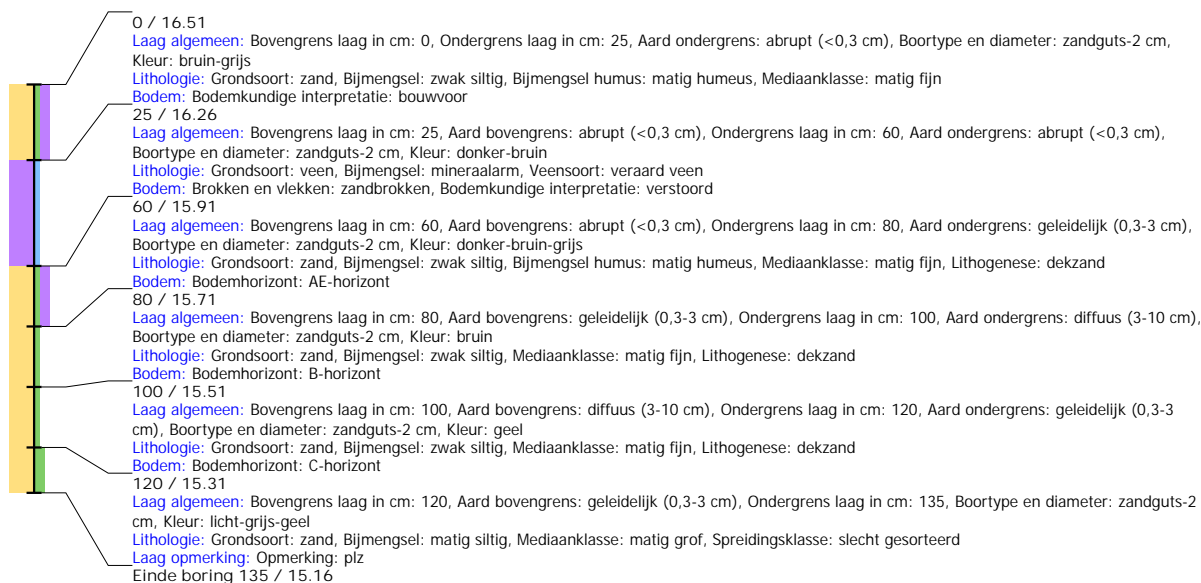 0 / 16.51
Laag algemeen: Bovengrens laag in cm: 0, Ondergrens laag in cm: 25, Aard ondergrens: abrupt (<0,3 cm), Boortype en diameter: zandguts-2 cm,
Kleur: bruin-grijs
Lithologie: Grondsoort: zand, Bijmengsel: zwak siltig, Bijmengsel humus: matig humeus, Mediaanklasse: matig fijn
Bodem: Bodemkundige interpretatie: bouwvoor
25 / 16.26
Laag algemeen: Bovengrens laag in cm: 25, Aard bovengrens: abrupt (<0,3 cm), Ondergrens laag in cm: 60, Aard ondergrens: abrupt (<0,3 cm),
Boortype en diameter: zandguts-2 cm, Kleur: donker-bruin
Lithologie: Grondsoort: veen, Bijmengsel: mineraalarm, Veensoort: veraard veen
Bodem: Brokken en vlekken: zandbrokken, Bodemkundige interpretatie: verstoord
60 / 15.91
Laag algemeen: Bovengrens laag in cm: 60, Aard bovengrens: abrupt (<0,3 cm), Ondergrens laag in cm: 80, Aard ondergrens: geleidelijk (0,3-3 cm),
Boortype en diameter: zandguts-2 cm, Kleur: donker-bruin-grijs
Lithologie: Grondsoort: zand, Bijmengsel: zwak siltig, Bijmengsel humus: matig humeus, Mediaanklasse: matig fijn, Lithogenese: dekzand
Bodem: Bodemhorizont: AE-horizont
80 / 15.71
Laag algemeen: Bovengrens laag in cm: 80, Aard bovengrens: geleidelijk (0,3-3 cm), Ondergrens laag in cm: 100, Aard ondergrens: diffuus (3-10 cm),
Boortype en diameter: zandguts-2 cm, Kleur: bruin
Lithologie: Grondsoort: zand, Bijmengsel: zwak siltig, Mediaanklasse: matig fijn, Lithogenese: dekzand
Bodem: Bodemhorizont: B-horizont
100 / 15.51
Laag algemeen: Bovengrens laag in cm: 100, Aard bovengrens: diffuus (3-10 cm), Ondergrens laag in cm: 120, Aard ondergrens: geleidelijk (0,3-3
cm), Boortype en diameter: zandguts-2 cm, Kleur: geel
Lithologie: Grondsoort: zand, Bijmengsel: zwak siltig, Mediaanklasse: matig fijn, Lithogenese: dekzand
Bodem: Bodemhorizont: C-horizont
120 / 15.31
Laag algemeen: Bovengrens laag in cm: 120, Aard bovengrens: geleidelijk (0,3-3 cm), Ondergrens laag in cm: 135, Boortype en diameter: zandguts-2
cm, Kleur: licht-grijs-geel
Lithologie: Grondsoort: zand, Bijmengsel: matig siltig, Mediaanklasse: matig grof, Spreidingsklasse: slecht gesorteerd
Laag opmerking: Opmerking: plz
Einde boring 135 / 15.16